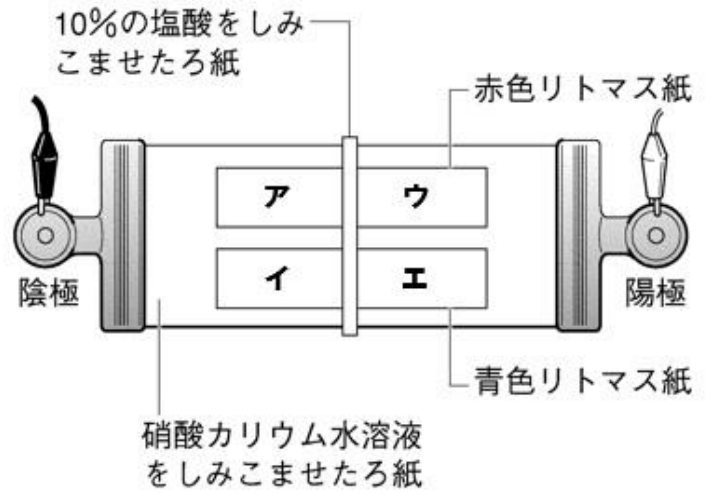 10％の塩酸をしみ
こませたろ紙
赤色リトマス紙
ア
ウ
イ
エ
陰極
陽極
青色リトマス紙
硝酸カリウム水溶液
をしみこませたろ紙